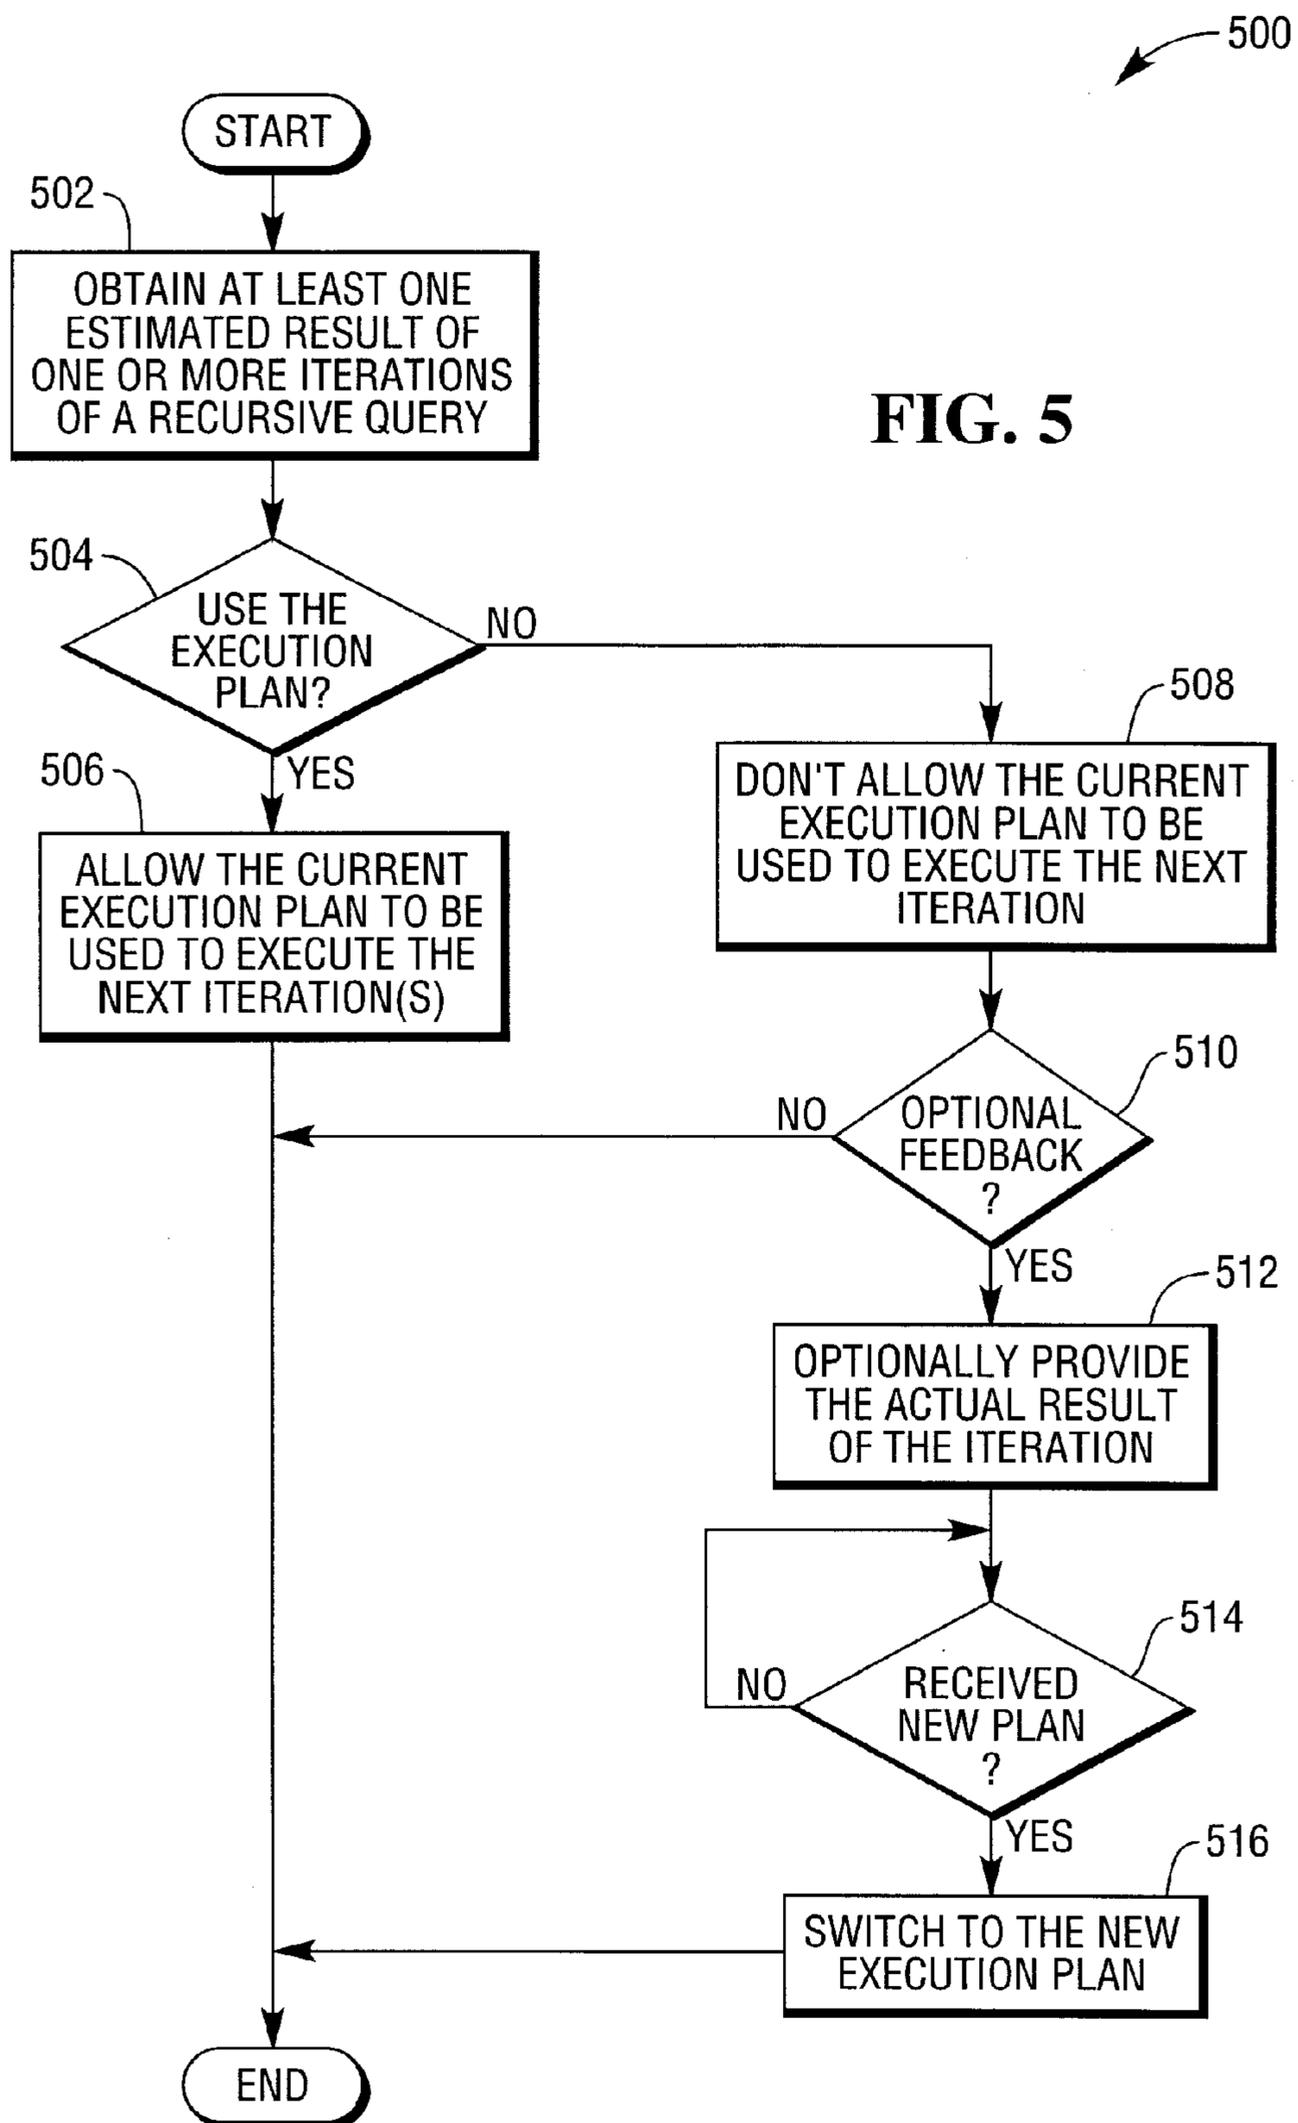 500
START
502
OBTAIN AT LEAST ONE
ESTIMATED RESULT OF
ONE OR MORE ITERATIONS
OF A RECURSIVE QUERY
FIG. 5
504
USE THE
EXECUTION
PLAN?
NO
YES
506
ALLOW THE CURRENT
EXECUTION PLAN TO BE
USED TO EXECUTE THE
NEXT ITERATION(S)
508
DON'T ALLOW THE CURRENT
EXECUTION PLAN TO BE
USED TO EXECUTE THE NEXT
ITERATION
510
OPTIONAL
FEEDBACK
?
NO
YES
512
OPTIONALLY PROVIDE
THE ACTUAL RESULT
OF THE ITERATION
514
RECEIVED
NEW PLAN
?
NO
YES
516
SWITCH TO THE NEW
EXECUTION PLAN
END